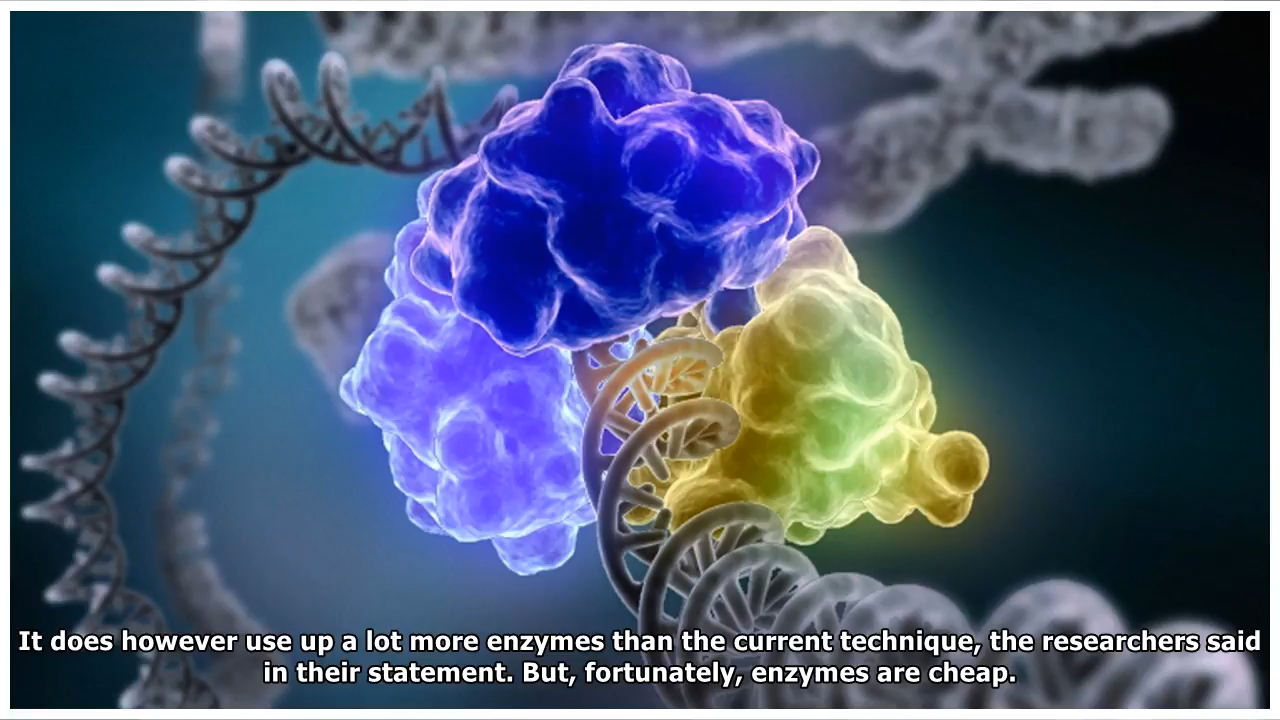 It does however use up a lot more enzymes than the current technique, the researchers said
in their statement. But, fortunately, enzymes are cheap.